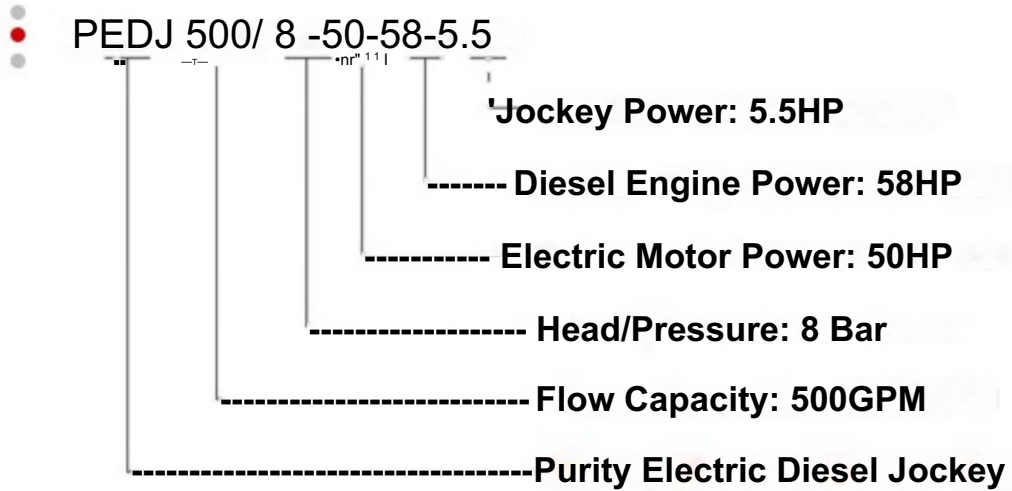 PEDJ 500/ 8 -50-58-5.5
Jockey Power: 5.5HP
Diesel Engine Power: 58HP
Electric Motor Power: 50HP
Head/Pressure: 8 Bar
Flow Capacity: 500GPM
Purity Electric Diesel Jockey